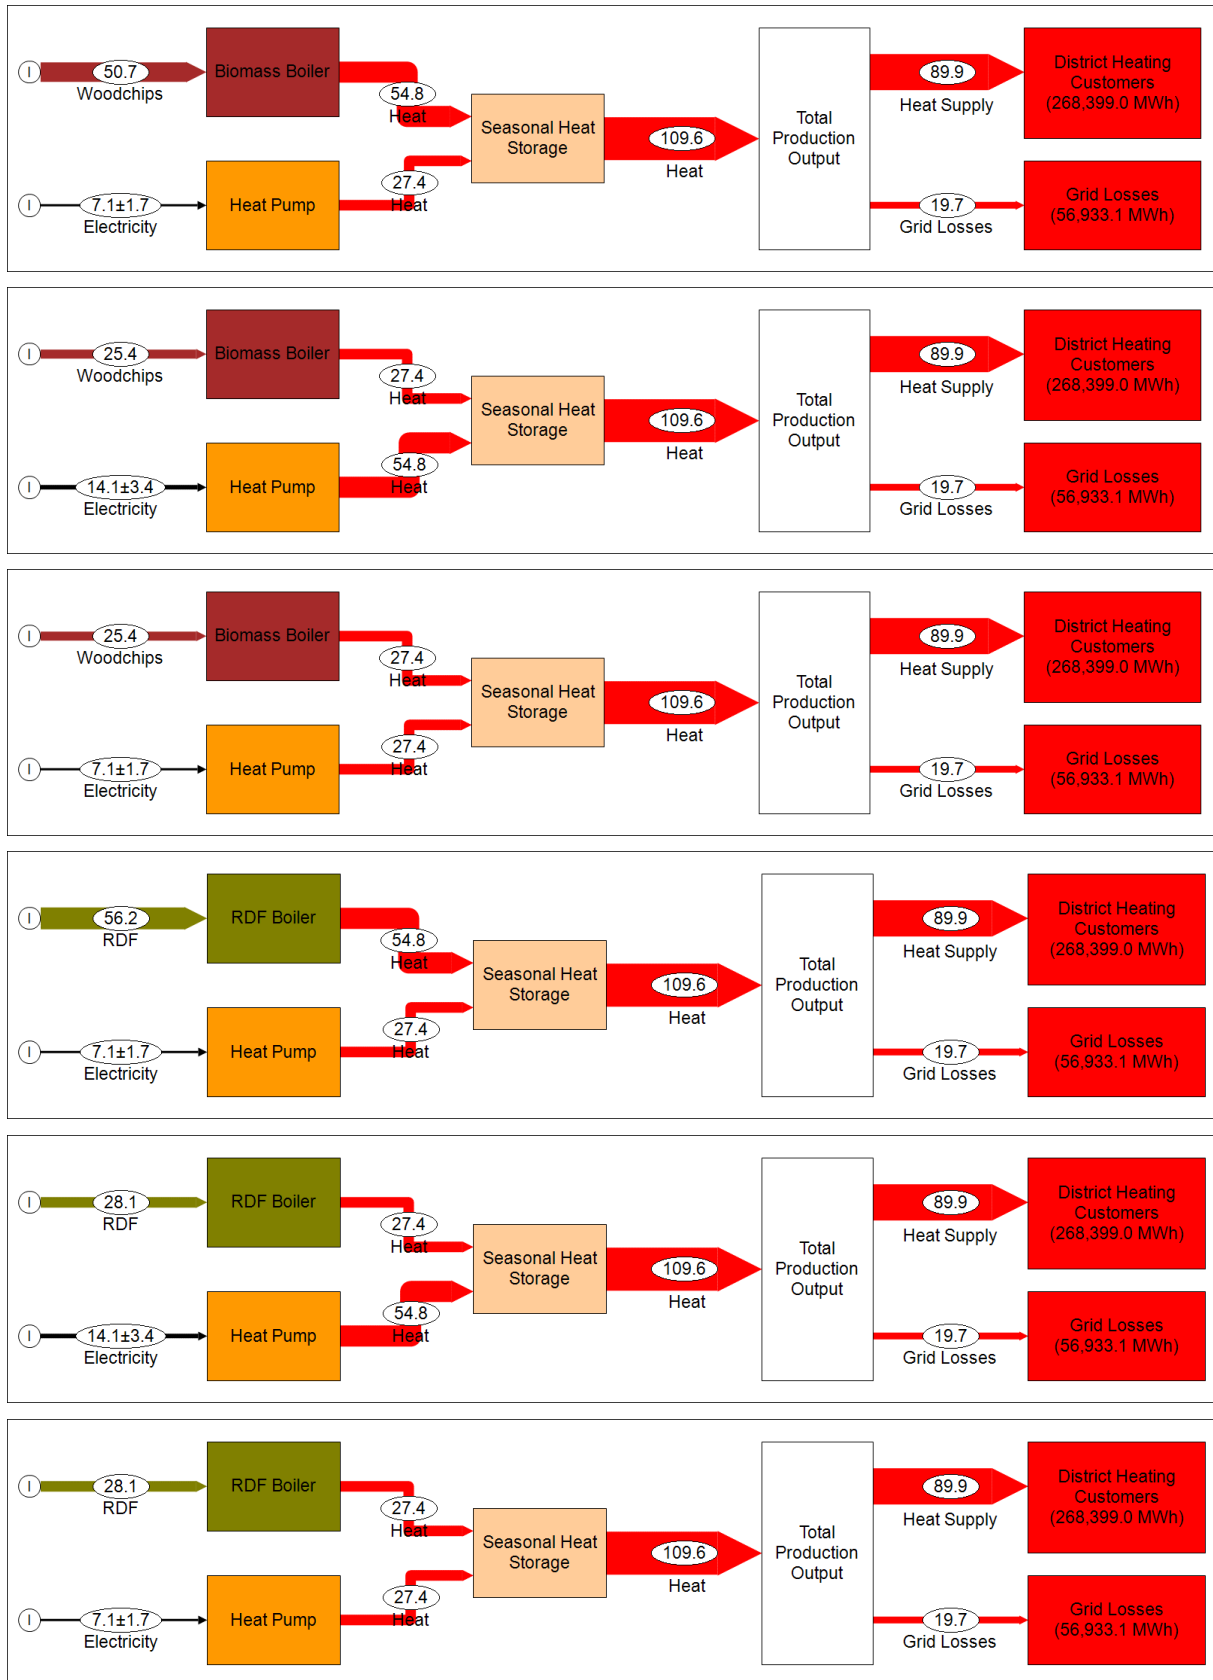 I
50.7
Woodchips
Biomass Boiler
54.8
Heat
I
7.1±1.7
Electricity
Heat Pump
27.4
Heat
Seasonal Heat
Storage
109.6
Heat
Total
Production
Output
89.9
Heat Supply
District Heating
Customers
(268,399.0 MWh)
19.7
Grid Losses
Grid Losses
(56,933.1 MWh)
I
25.4
Woodchips
Biomass Boiler
27.4
Heat
I
14.1±3.4
Electricity
Heat Pump
54.8
Heat
Seasonal Heat
Storage
109.6
Heat
Total
Production
Output
89.9
Heat Supply
District Heating
Customers
(268,399.0 MWh)
19.7
Grid Losses
Grid Losses
(56,933.1 MWh)
I
25.4
Woodchips
Biomass Boiler
27.4
Heat
I
7.1±1.7
Electricity
Heat Pump
27.4
Heat
Seasonal Heat
Storage
109.6
Heat
Total
Production
Output
89.9
Heat Supply
District Heating
Customers
(268,399.0 MWh)
19.7
Grid Losses
Grid Losses
(56,933.1 MWh)
I
56.2
RDF
RDF Boiler
54.8
Heat
I
7.1±1.7
Electricity
Heat Pump
27.4
Heat
Seasonal Heat
Storage
109.6
Heat
Total
Production
Output
89.9
Heat Supply
District Heating
Customers
(268,399.0 MWh)
19.7
Grid Losses
Grid Losses
(56,933.1 MWh)
I
28.1
RDF
RDF Boiler
27.4
Heat
I
14.1±3.4
Electricity
Heat Pump
54.8
Heat
Seasonal Heat
Storage
109.6
Heat
Total
Production
Output
89.9
Heat Supply
District Heating
Customers
(268,399.0 MWh)
19.7
Grid Losses
Grid Losses
(56,933.1 MWh)
I
28.1
RDF
RDF Boiler
27.4
Heat
I
7.1±1.7
Electricity
Heat Pump
27.4
Heat
Seasonal Heat
Storage
109.6
Heat
Total
Production
Output
89.9
Heat Supply
District Heating
Customers
(268,399.0 MWh)
19.7
Grid Losses
Grid Losses
(56,933.1 MWh)